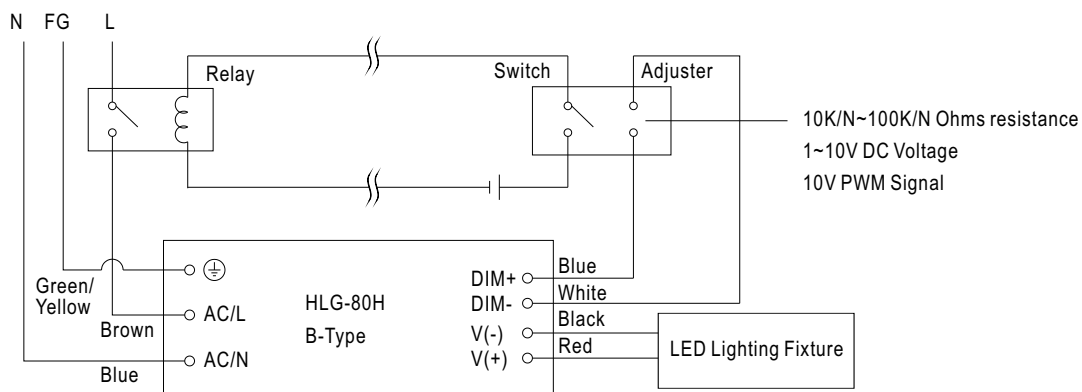 N FG L
Relay
Switch
Adjuster
10K/N~100K/N Ohms resistance
1~10V DC Voltage
10V PWM Signal
Green/
Yellow
Brown
Blue
AC/L
AC/N
HLG-80H
B-Type
DIM+
DIM-
V(-)
V(+)
Blue
White
Black
Red
LED Lighting Fixture